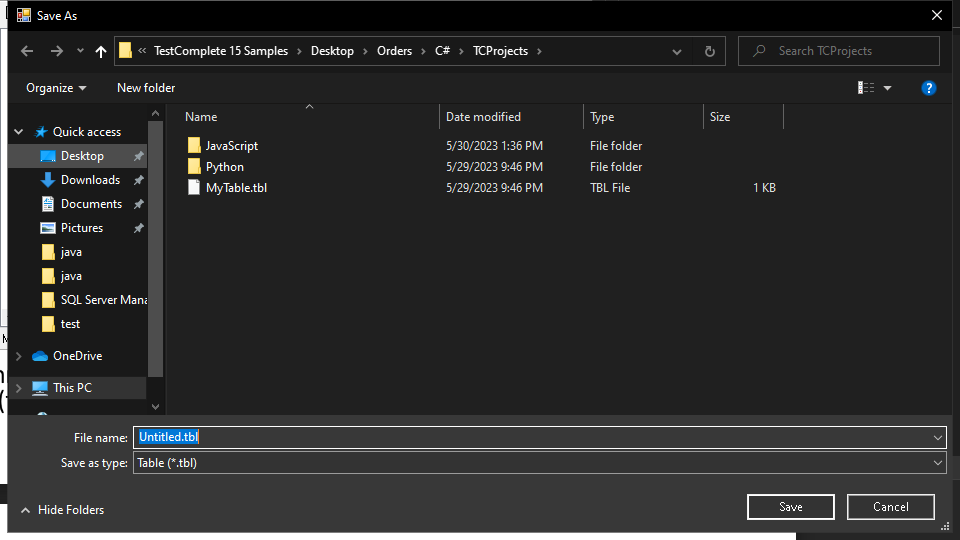 Save As
« TestComplete 15 Samples > Desktop > Orders > C# > TCProjects >
Search TCProjects
Organize
New folder
Name Date modified Type Size
Quick access
Desktop
Downloads
Documents
Pictures
java
java
SQL Server Mana
test
OneDrive
This PC
JavaScript 5/30/2023 1:36 PM File folder
Python 5/29/2023 9:46 PM File folder
MyTable.tbl 5/29/2023 9:46 PM TBL File 1 KB
File name: Untitled.tbl
Save as type: Table (*.tbl)
Hide Folders
Save
Cancel